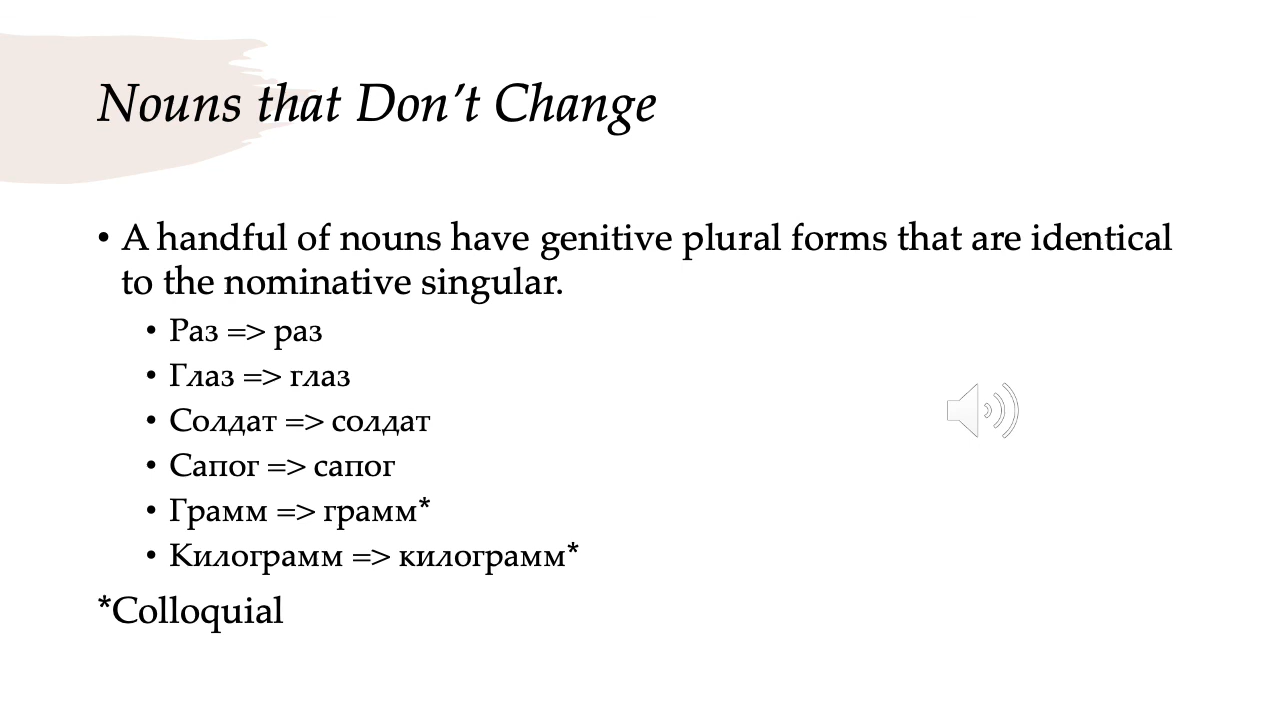 Nouns that Don’t Change
• A handful of nouns have genitive plural forms that are identical
to the nominative singular.
• Раз => раз
• Глаз => глаз
• Солдат => солдат
• Сапог => сапог
• Грамм => грамм*
• Килограмм => килограмм*
*Colloquial